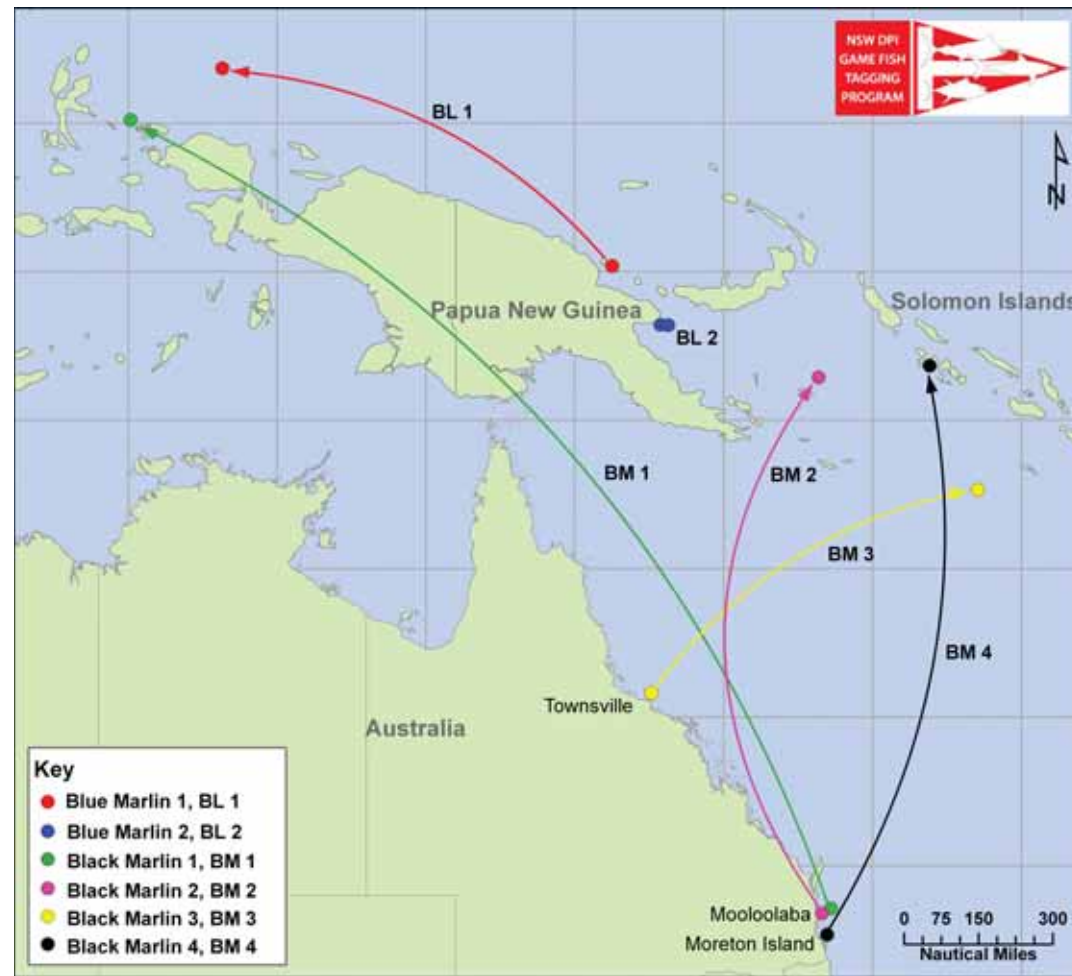 NSW DPI
GAME FISH
TAGGING
PROGRAM
BL 1
N
Papua New Guinea
Solomon Islands
BL 2
BM 1
BM 2
BM 3
BM 4
Townsville
Australia
Key
Blue Marlin 1, BL 1
Blue Marlin 2, BL 2
Black Marlin 1, BM 1
Black Marlin 2, BM 2
Black Marlin 3, BM 3
Black Marlin 4, BM 4
Mooloolaba
Moreton Island
0 75 150 300
Nautical Miles